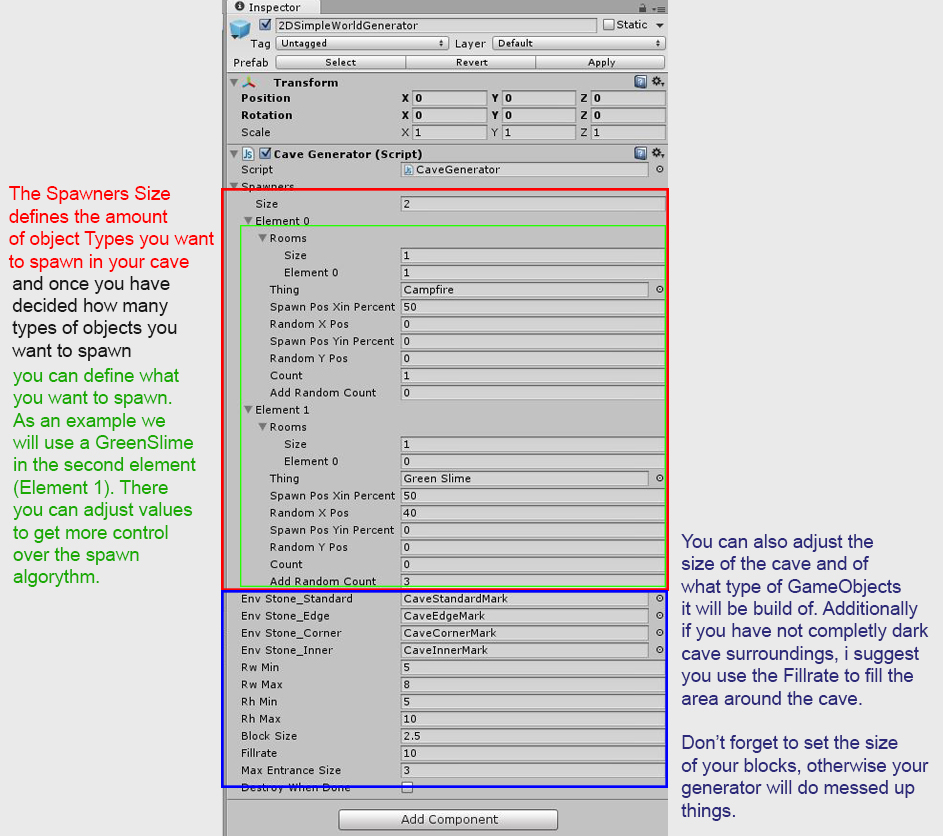 Inspector
2DSimpleWorldGenerator
Static
Tag Untagged Layer Default
Prefab Select Revert Apply
Transform
Position X 0 Y 0 Z 0
Rotation X 0 Y 0 Z 0
Scale X 1 Y 1 Z 1
Cave Generator (Script)
Script CaveGenerator
Spawners
Size 2
Element 0
Rooms
Size 1
Element 0 1
Thing Campfire
Spawn Pos Xin Percent 50
Random X Pos 0
Spawn Pos Yin Percent 0
Random Y Pos 0
Count 1
Add Random Count 0
Element 1
Rooms
Size 1
Element 0 0
Thing Green Slime
Spawn Pos Xin Percent 50
Random X Pos 40
Spawn Pos Yin Percent 0
Random Y Pos 0
Count 0
Add Random Count 3
Env Stone_Standard CaveStandardMark
Env Stone_Edge CaveEdgeMark
Env Stone_Corner CaveCornerMark
Env Stone_Inner CaveInnerMark
Rw Min 5
Rw Max 8
Rh Min 5
Rh Max 10
Block Size 2.5
Fillrate 10
Max Entrance Size 3
Destroy When Done
Add Component
The Spawners Size
defines the amount
of object Types you want
to spawn in your cave
and once you have
decided how many
types of objects you
want to spawn
you can define what
you want to spawn.
As an example we
will use a GreenSlime
in the second element
(Element 1). There
you can adjust values
to get more control
over the spawn
algorythm.
You can also adjust the
size of the cave and of
what type of GameObjects
it will be build of. Additionally
if you have not completly dark
cave surroundings, i suggest
you use the Fillrate to fill the
area around the cave.
Don't forget to set the size
of your blocks, otherwise your
generator will do messed up
things.